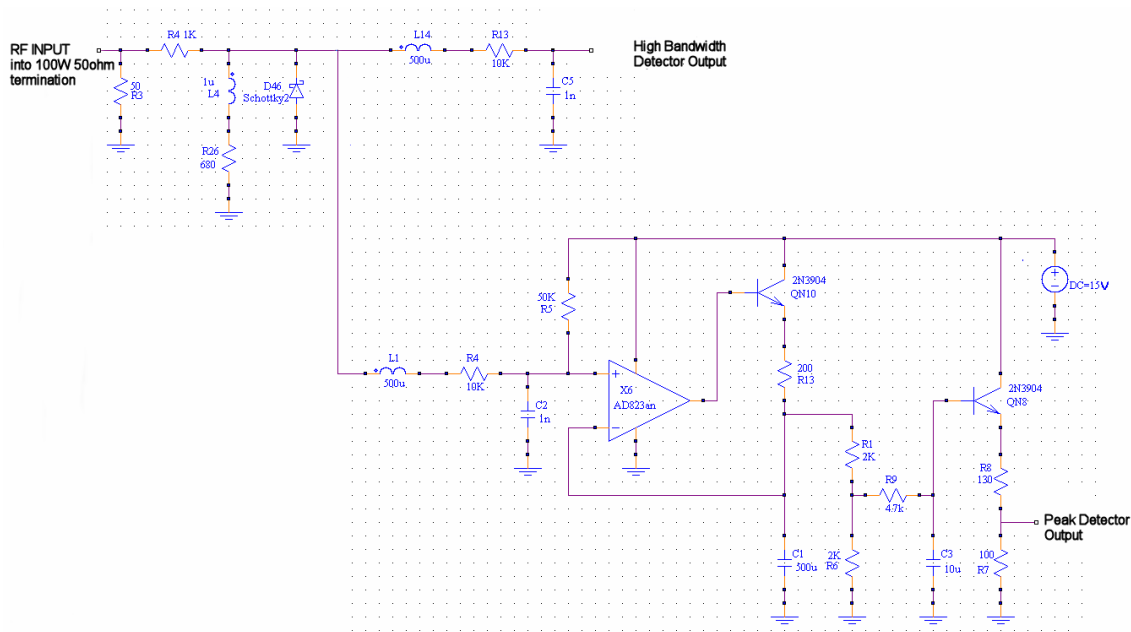 RF INPUT
into 100W 50ohm
termination
R4 1K
50
R3
1u
L4
D46
Schottky2
R26
680
L14
500u
R13
10K
C5
1n
High Bandwidth
Detector Output
50K
R5
2N3904
QN10
DC=15V
L1
500u
R4
10K
C2
1n
+
X6
AD823an
−
200
R13
2N3904
QN8
R1
2K
R9
4.7k
R8
130
Peak Detector
Output
C1
500u
2K
R6
C3
10u
100
R7